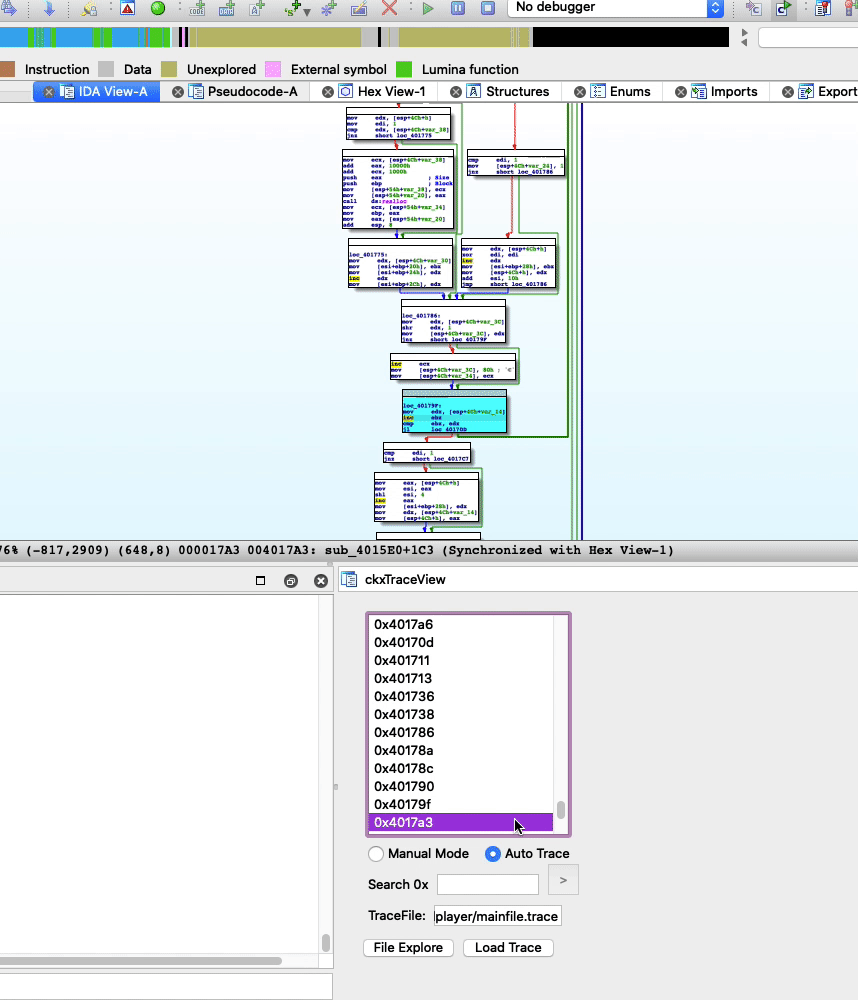 No debugger
Instruction Data Unexplored External symbol Lumina function
IDA View-A Pseudocode-A Hex View-1 Structures Enums Imports Export
mov edx, [esp+4Ch+h]
mov edi, 1
cmp edx, [esp+4Ch+var_38]
jnz short loc_401775
mov ecx, [esp+4Ch+var_38]
add eax, 10000h
add ecx, 1000h
push eax ; Size
push ebp ; Block
mov [esp+54h+var_38], ecx
mov [esp+54h+var_20], eax
call ds:realloc
mov ecx, [esp+54h+var_34]
mov ebp, eax
mov eax, [esp+54h+var_20]
add esp, 8
cmp edi, 1
mov [esp+4Ch+var_24], 1
jnz short loc_401786
loc_401775:
mov edx, [esp+4Ch+var_30]
mov [esi+ebp+20h], ebx
mov [esi+ebp+24h], edx
inc edx
mov [esi+ebp+2Ch], edx
mov edx, [esp+4Ch+h]
xor edi, edi
inc edx
mov [esi+ebp+28h], ebx
mov [esp+4Ch+h], edx
add esi, 10h
jmp short loc_401786
loc_401786:
mov edx, [esp+4Ch+var_3C]
shr edx, 1
mov [esp+4Ch+var_3C], edx
jnz short loc_40179F
inc ecx
mov [esp+4Ch+var_3C], 80h ; '€'
mov [esp+4Ch+var_34], ecx
loc_40179F:
mov edx, [esp+4Ch+var_14]
inc ebx
cmp ebx, edx
jl loc_40170D
cmp edi, 1
jnz short loc_4017C7
mov eax, [esp+4Ch+h]
mov esi, eax
shl esi, 4
inc eax
mov [esi+ebp+28h], edx
mov edx, [esp+4Ch+var_14]
mov [esp+4Ch+h], eax
76% (-817,2909) (648,8) 000017A3 004017A3: sub_4015E0+1C3 (Synchronized with Hex View-1)
ckxTraceView
0x4017a6
0x40170d
0x401711
0x401713
0x401736
0x401738
0x401786
0x40178a
0x40178c
0x401790
0x40179f
0x4017a3
Manual Mode Auto Trace
Search 0x >
TraceFile: player/mainfile.trace
File Explore Load Trace